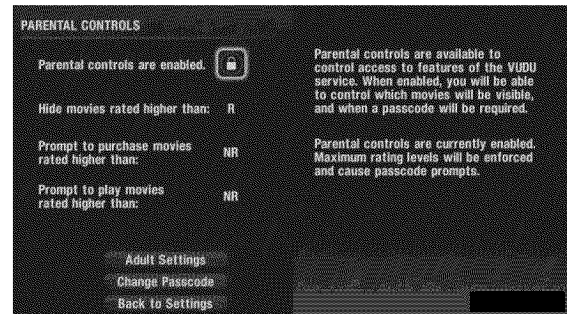 PARENTAL CONTROLS
Parental controls are enabled.
Hide movies rated higher than: R
Prompt to purchase movies
rated higher than: NR
Prompt to play movies
rated higher than: NR
Adult Settings
Change Passcode
Back to Settings
Parental controls are available to
control access to features of the VUDU
service. When enabled, you will be able
to control which movies will be visible,
and when a passcode will be required.
Parental controls are currently enabled.
Maximum rating levels will be enforced
and cause passcode prompts.